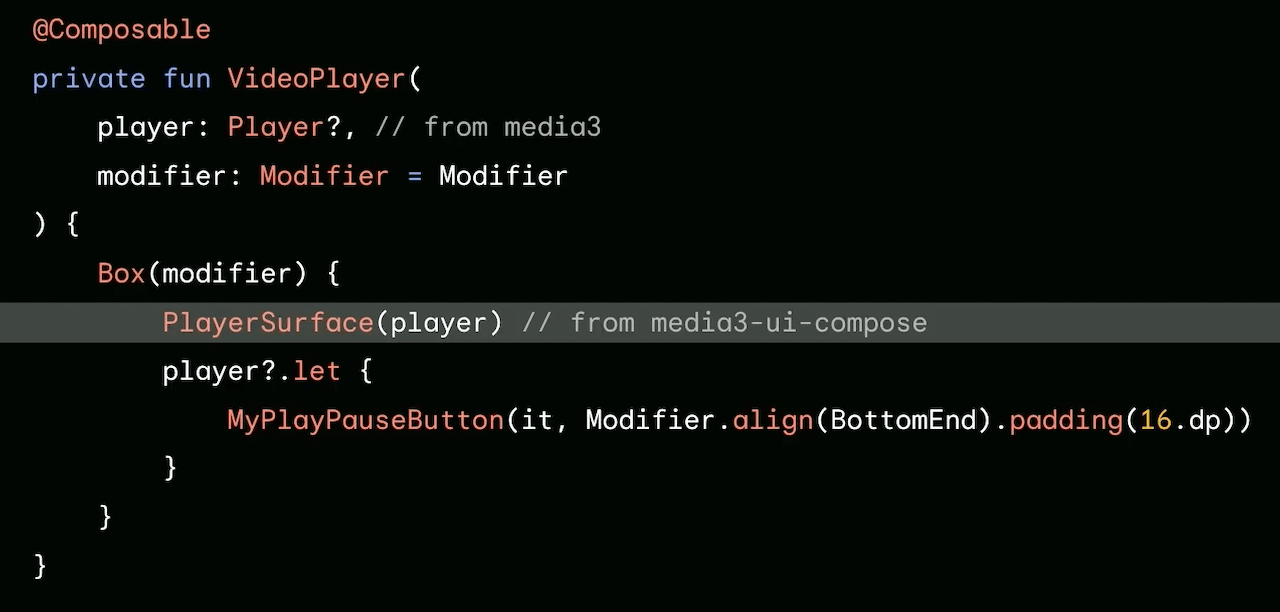 @Composable
private fun VideoPlayer(
    player: Player?, // from media3
    modifier: Modifier = Modifier
) {
    Box(modifier) {
        PlayerSurface(player) // from media3-ui-compose
        player?.let {
            MyPlayPauseButton(it, Modifier.align(BottomEnd).padding(16.dp))
        }
    }
}